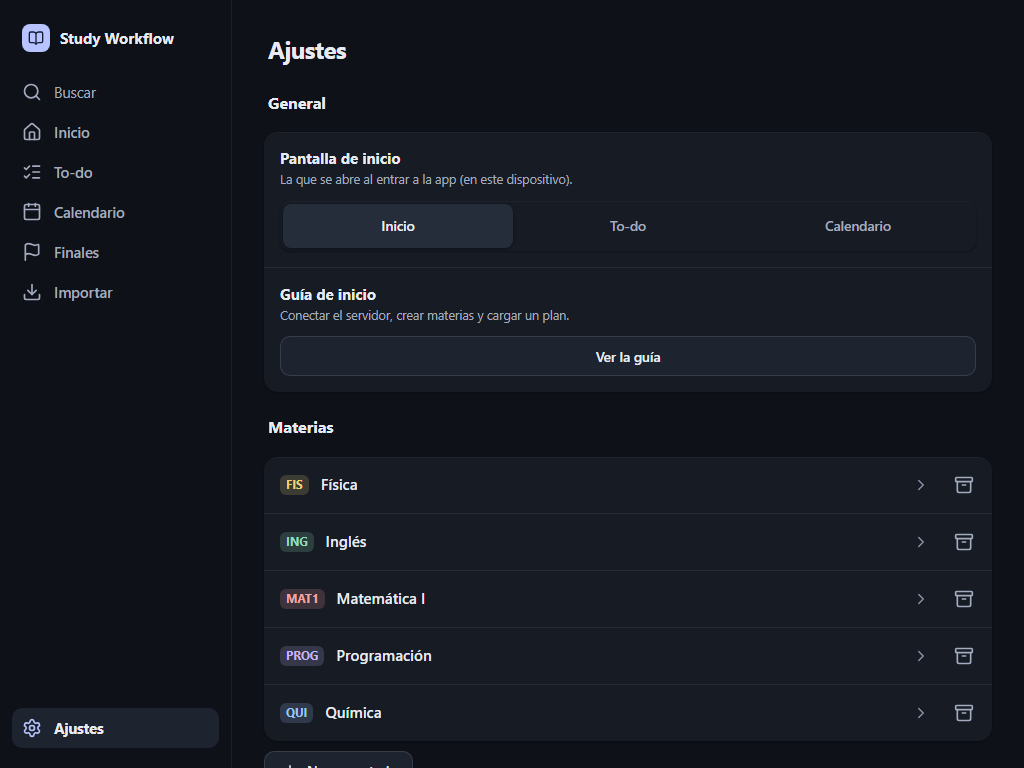 Study Workflow
Buscar
Inicio
To-do
Calendario
Finales
Importar
Ajustes
Ajustes
General
Pantalla de inicio
La que se abre al entrar a la app (en este dispositivo).
Inicio To-do Calendario
Guía de inicio
Conectar el servidor, crear materias y cargar un plan.
Ver la guía
Materias
FIS Física
ING Inglés
MAT1 Matemática I
PROG Programación
QUI Química